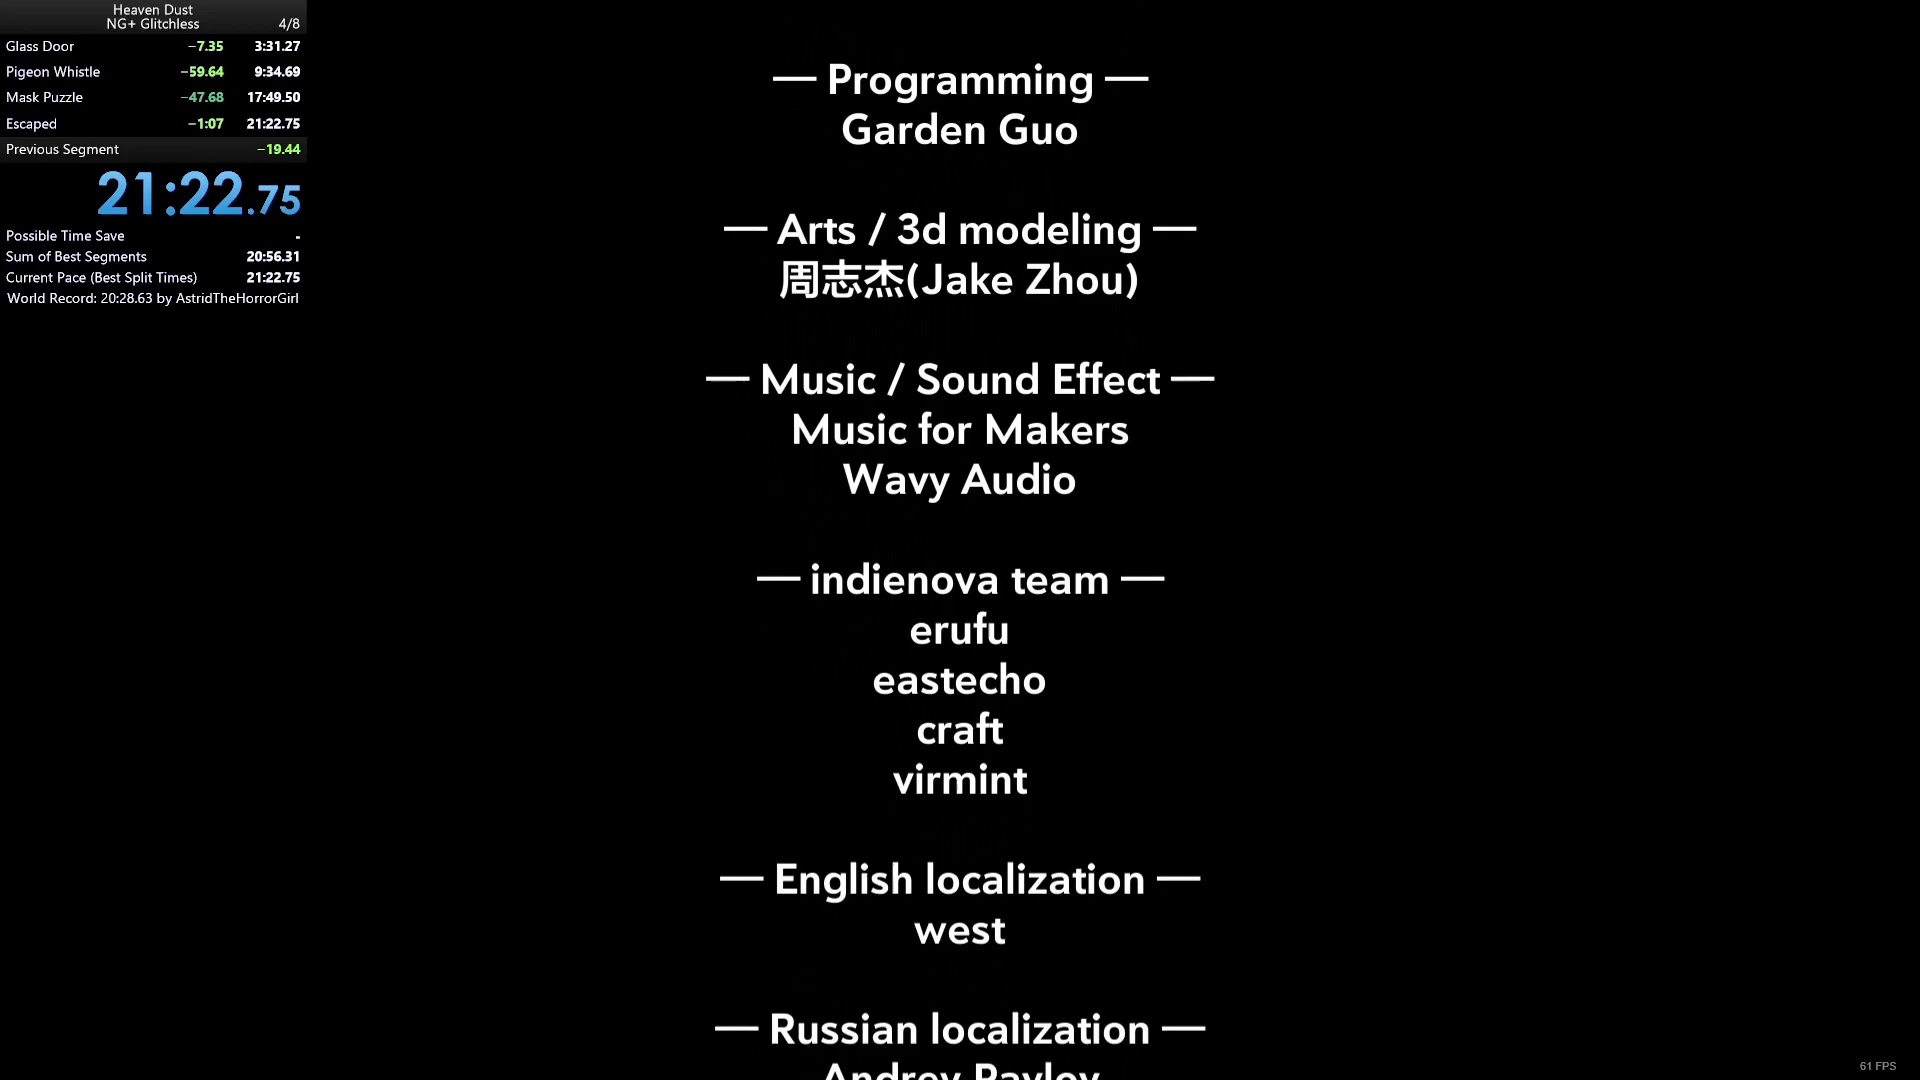 Heaven Dust
NG+ Glitchless 4/8
Glass Door −7.35 3:31.27
Pigeon Whistle −59.64 9:34.69
Mask Puzzle −47.68 17:49.50
Escaped −1:07 21:22.75
Previous Segment −19.44
21:22.75
Possible Time Save -
Sum of Best Segments 20:56.31
Current Pace (Best Split Times) 21:22.75
World Record: 20:28.63 by AstridTheHorrorGirl
— Programming —
Garden Guo
— Arts / 3d modeling —
周志杰(Jake Zhou)
— Music / Sound Effect —
Music for Makers
Wavy Audio
— indienova team —
erufu
eastecho
craft
virmint
— English localization —
west
— Russian localization —
Andrey Pavlov
61 FPS